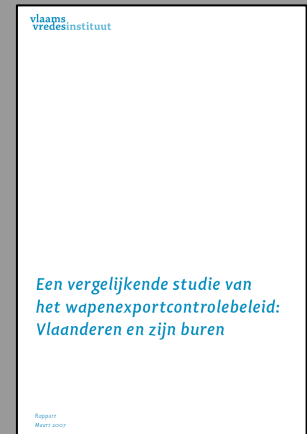 vlaams
vredesinstituut
Een vergelijkende studie van
het wapenexportcontrolebeleid:
Vlaanderen en zijn buren
Rapport
Maart 2007